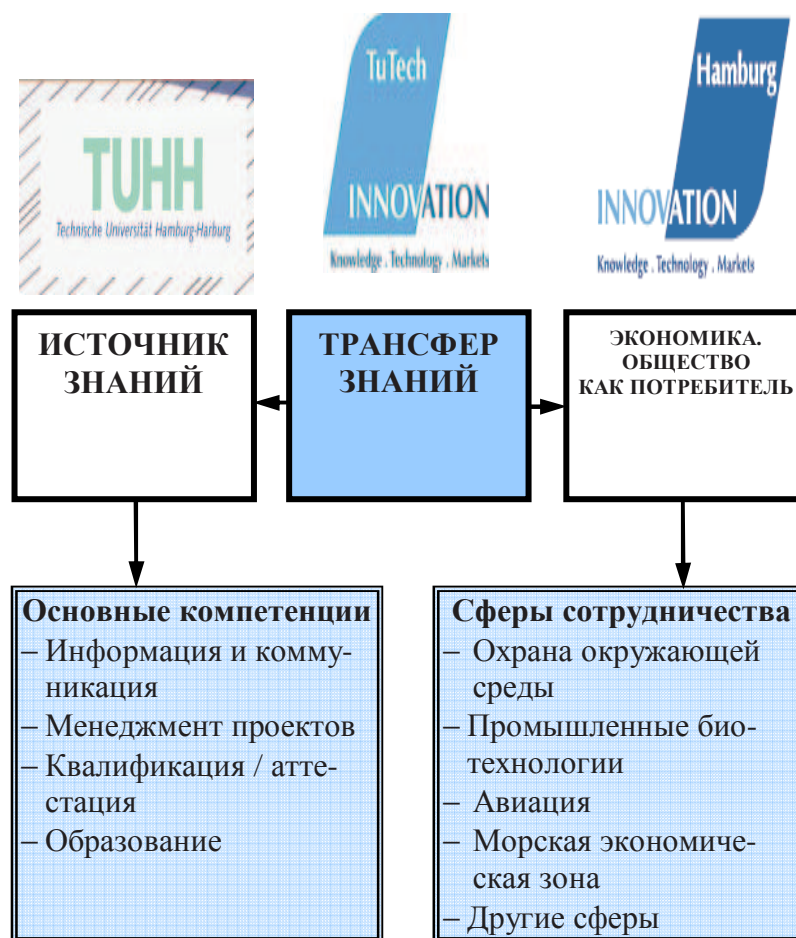 TUHH
Technische Universität Hamburg-Harburg
TuTech
INNOVATION
Knowledge . Technology . Markets
Hamburg
INNOVATION
Knowledge . Technology . Markets
ИСТОЧНИК
ЗНАНИЙ
ТРАНСФЕР
ЗНАНИЙ
ЭКОНОМИКА.
ОБЩЕСТВО
КАК ПОТРЕБИТЕЛЬ
Основные компетенции
– Информация и комму-
никация
– Менеджмент проектов
– Квалификация / атте-
стация
– Образование
Сферы сотрудничества
– Охрана окружающей
среды
– Промышленные био-
технологии
– Авиация
– Морская экономиче-
ская зона
– Другие сферы